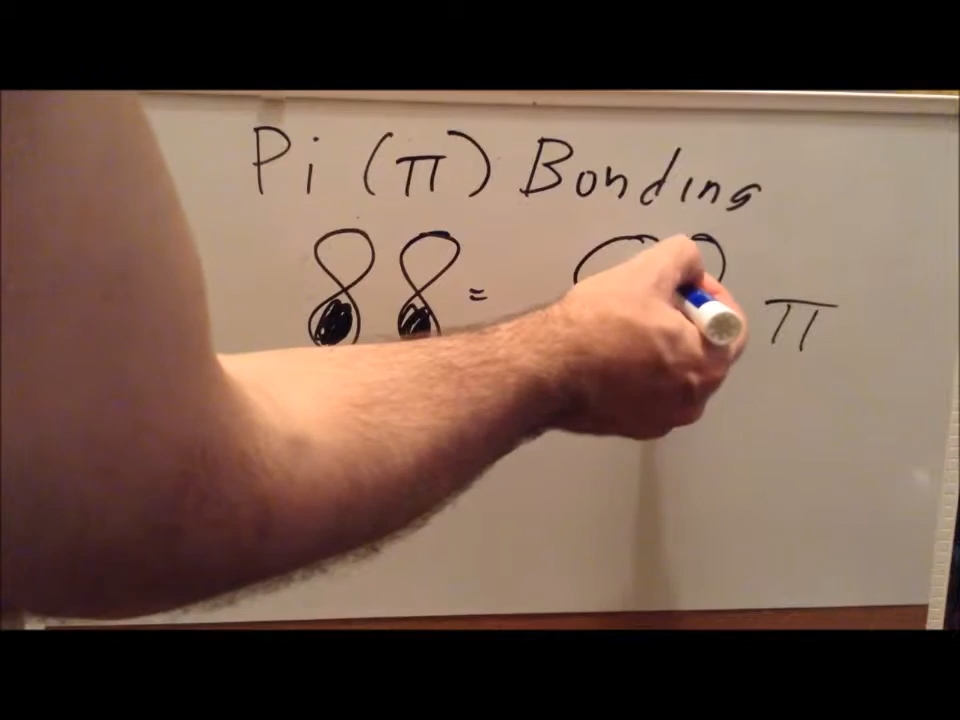 Pi (π) Bonding
= π